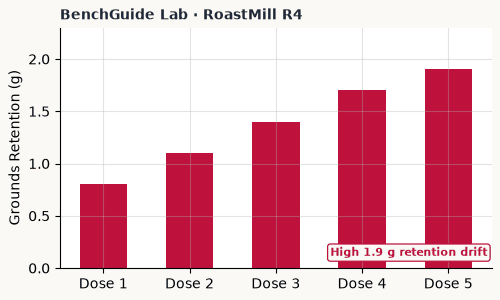 BenchGuide Lab · RoastMill R4
Grounds Retention (g)
2.0
1.5
1.0
0.5
0.0
High 1.9 g retention drift
Dose 1
Dose 2
Dose 3
Dose 4
Dose 5